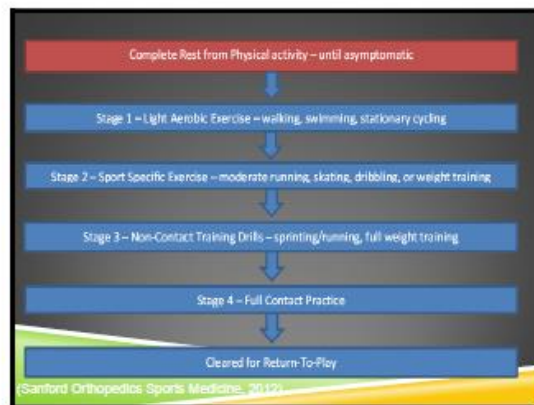 Complete Rest from Physical activity – until asymptomatic
Stage 1 – Light Aerobic Exercise – walking, swimming, stationary cycling
Stage 2 – Sport Specific Exercise – moderate running, skating, dribbling, or weight training
Stage 3 – Non-Contact Training Drills – sprinting/running, full weight training
Stage 4 – Full Contact Practice
Cleared for Return-To-Play
(Sanford Orthopedics Sports Medicine, 2012)